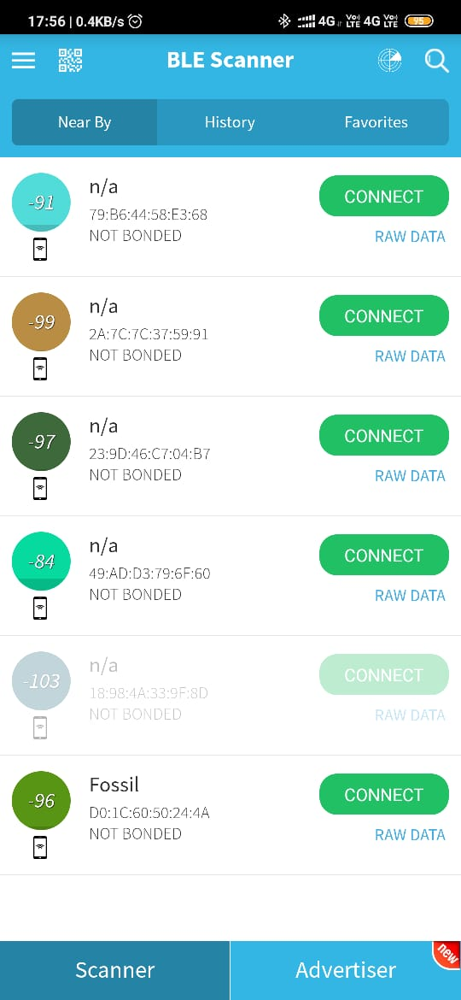 17:56 | 0.4KB/s 4G Vo) LTE 4G Vo) LTE 95
BLE Scanner
Near By History Favorites
-91 n/a CONNECT
79:B6:44:58:E3:68
NOT BONDED RAW DATA
-99 n/a CONNECT
2A:7C:7C:37:59:91
NOT BONDED RAW DATA
-97 n/a CONNECT
23:9D:46:C7:04:B7
NOT BONDED RAW DATA
-84 n/a CONNECT
49:AD:D3:79:6F:60
NOT BONDED RAW DATA
-103 n/a CONNECT
18:98:4A:33:9F:8D
NOT BONDED RAW DATA
-96 Fossil CONNECT
D0:1C:60:50:24:4A
NOT BONDED RAW DATA
Scanner Advertiser new